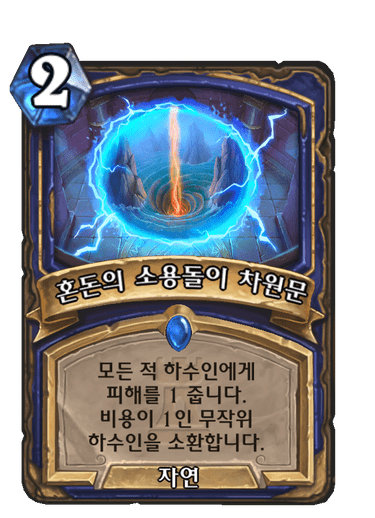 2
혼돈의 소용돌이 차원문
모든 적 하수인에게
피해를 1 줍니다.
비용이 1인 무작위
하수인을 소환합니다.
자연